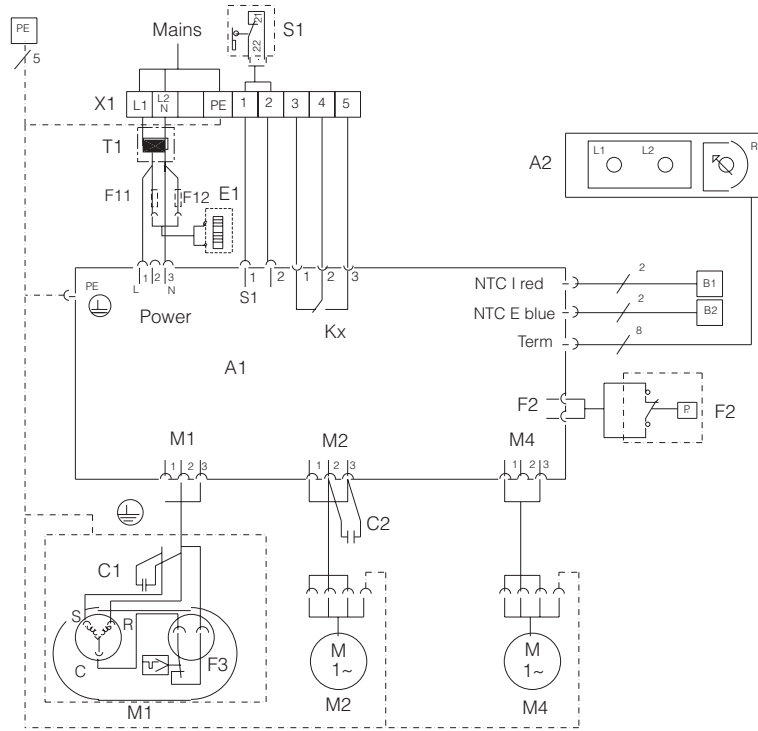 PE
5
Mains
21
22
S1
X1
L1
L2
N
PE
1
2
3
4
5
T1
F11
F12
E1
A2
L1
L2
R
PE
1
2
3
L
N
Power
S1
1
2
1
2
3
Kx
A1
NTC I red
2
B1
NTC E blue
2
B2
Term
8
F2
P
F2
M1
1
2
3
M2
1
2
3
M4
1
2
3
C2
C1
S
R
C
F3
M1
M
1~
M2
M
1~
M4